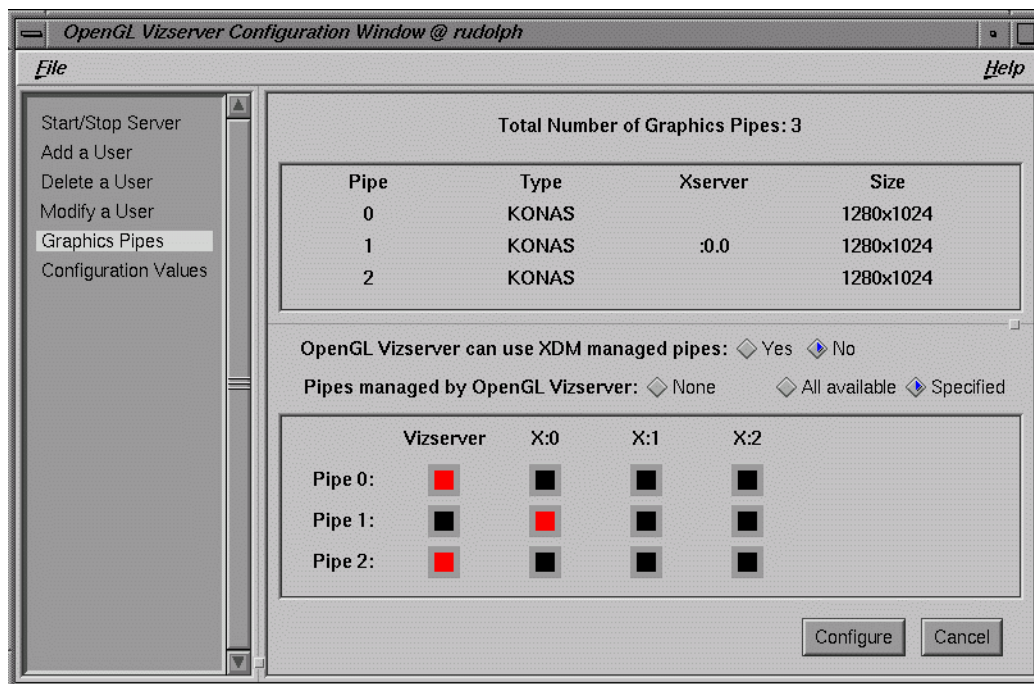 OpenGL Vizserver Configuration Window @ rudolph
File Help
Start/Stop Server
Add a User
Delete a User
Modify a User
Graphics Pipes
Configuration Values
Total Number of Graphics Pipes: 3
Pipe Type Xserver Size
0 KONAS 1280x1024
1 KONAS :0.0 1280x1024
2 KONAS 1280x1024
OpenGL Vizserver can use XDM managed pipes: Yes No
Pipes managed by OpenGL Vizserver: None All available Specified
Vizserver X:0 X:1 X:2
Pipe 0:
Pipe 1:
Pipe 2:
Configure Cancel